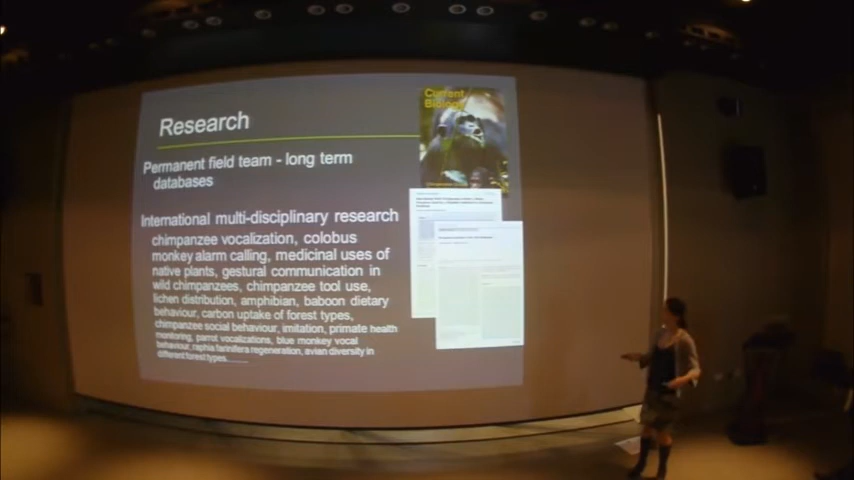 Research
Permanent field team - long term
databases
International multi-disciplinary research
chimpanzee vocalization, colobus
monkey alarm calling, medicinal uses of
native plants, gestural communication in
wild chimpanzees, chimpanzee tool use,
lichen distribution, amphibian, baboon dietary
behaviour, carbon uptake of forest types,
chimpanzee social behaviour, imitation, primate health
monitoring, parrot vocalizations, blue monkey vocal
behaviour, raphia farinifera regeneration, avian diversity in
different forest types.......
Current
Biology